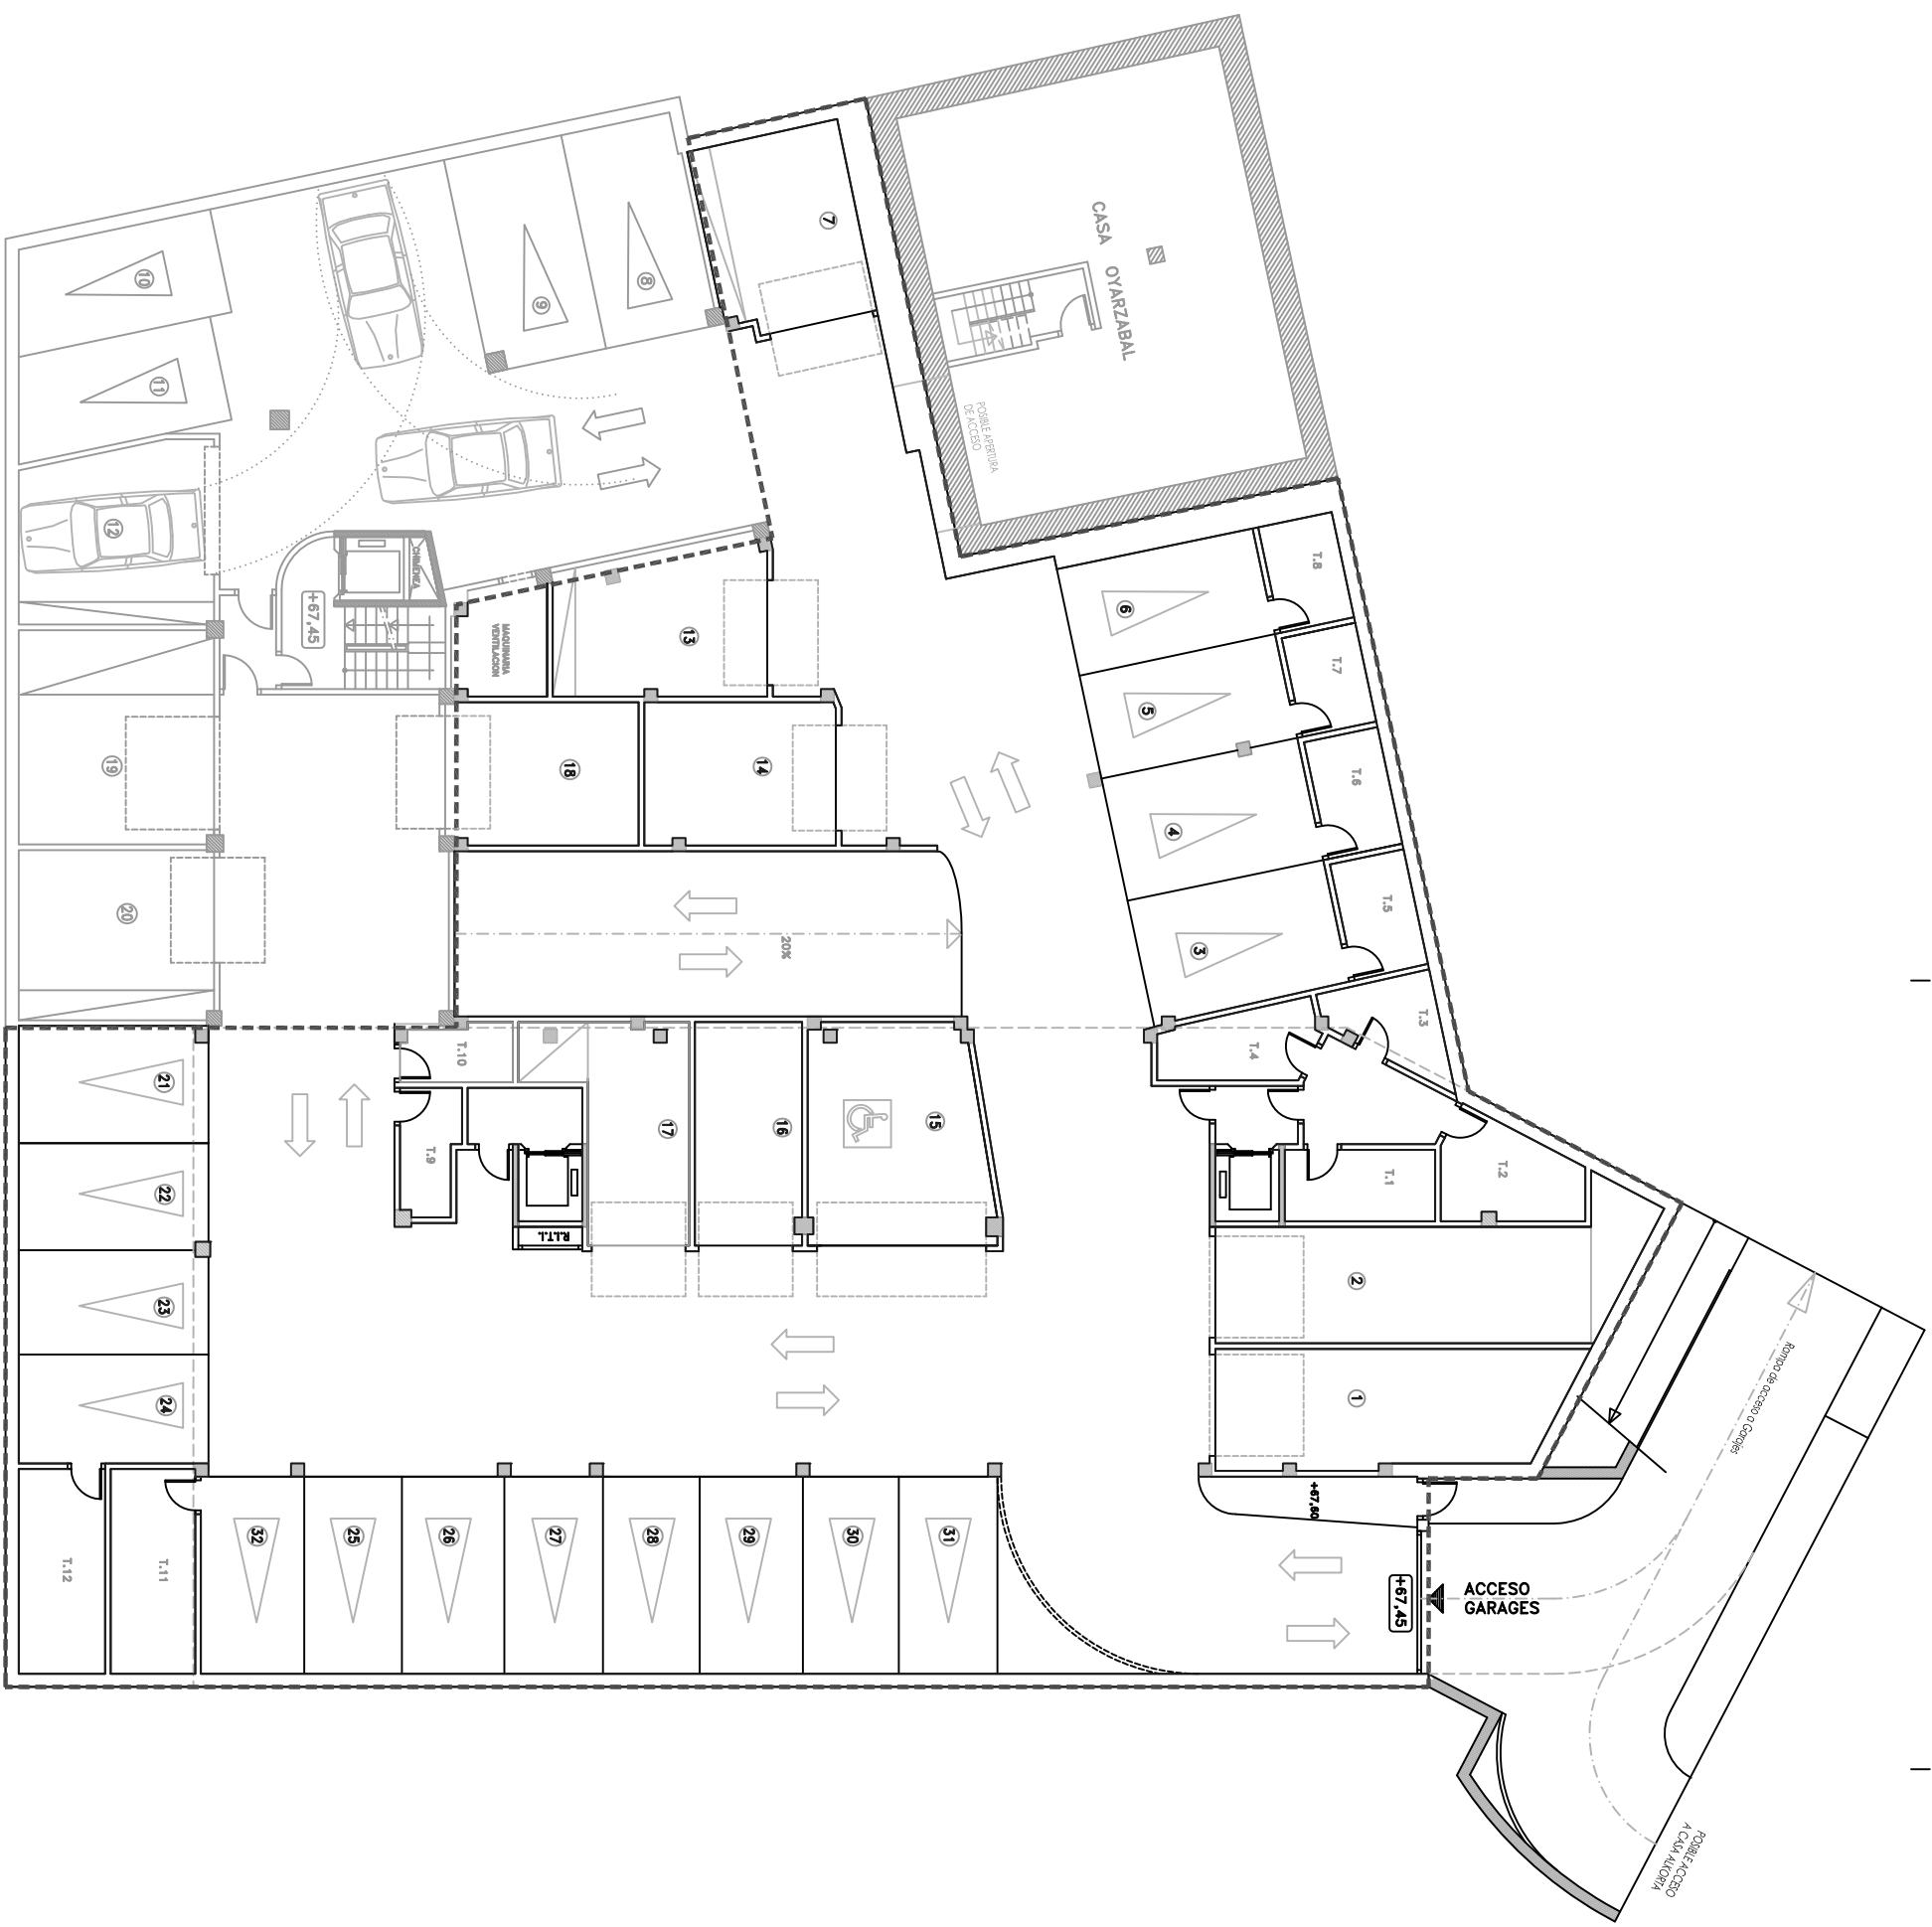 CASA OYARZABAL
POSIBLE APERTURA
DE ACCESO
7
8
9
10
11
12
CHIMENEA
+67,45
MAQUINARIA
VENTILACION
13
18
14
19
20
20%
T.8
6
T.7
5
T.6
4
T.5
3
T.3
T.4
T.1
T.2
2
1
T.10
T.9
R.I.T.I.
17
16
15
21
22
23
24
T.12
T.11
32
25
26
27
28
29
30
31
+67,60
+67,45
ACCESO
GARAGES
Rampa de acceso a Garajes
POSIBLE ACCESO
A CASA ALKORTA